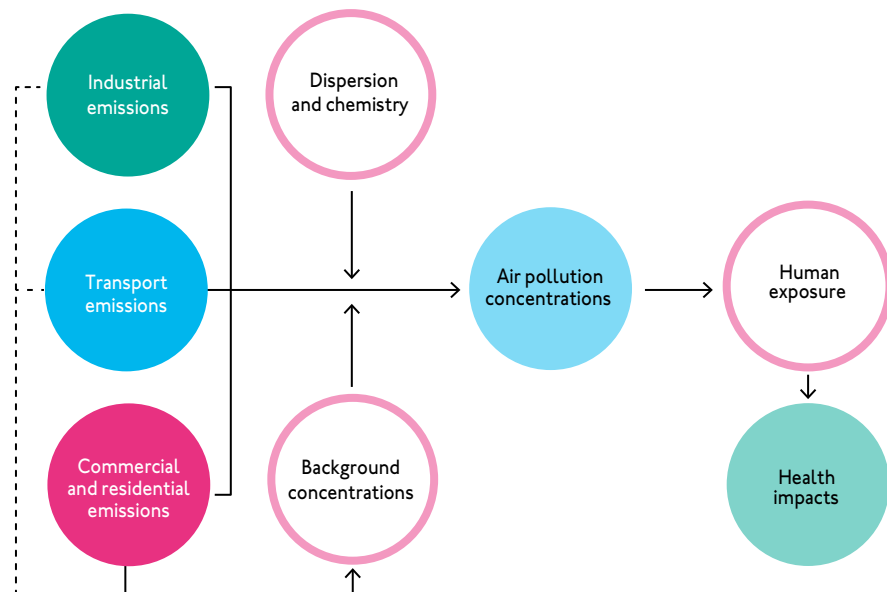 Industrial
emissions
Dispersion
and chemistry
Transport
emissions
Air pollution
concentrations
Human
exposure
Commercial
and residential
emissions
Background
concentrations
Health
impacts